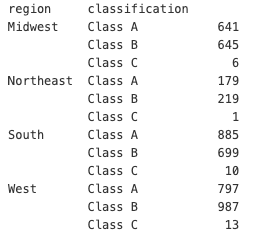 region classification
Midwest Class A 641
Class B 645
Class C 6
Northeast Class A 179
Class B 219
Class C 1
South Class A 885
Class B 699
Class C 10
West Class A 797
Class B 987
Class C 13